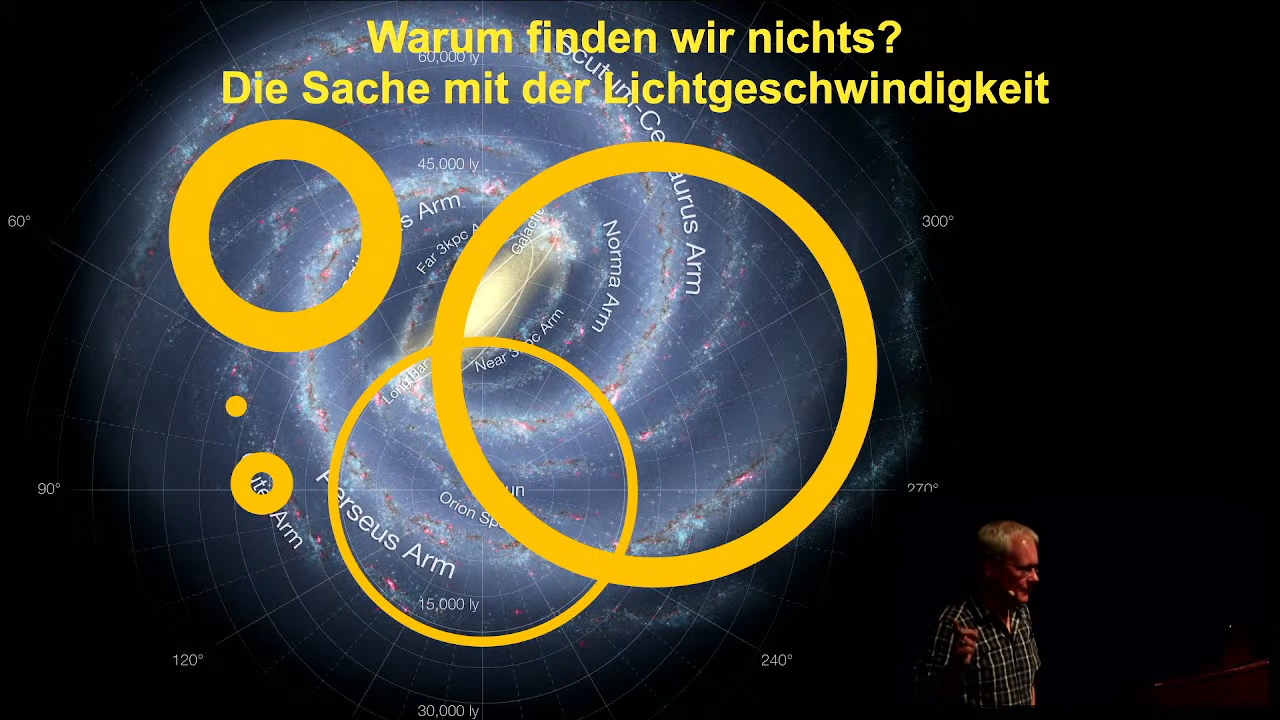 Warum finden wir nichts?
60,000 ly
Die Sache mit der Lichtgeschwindigkeit
45,000 ly
Arm
60°
300°
Far 3kpc
Norma Arm
Near
Arm
Long Bar
90°
270°
Perseus Arm
Orion
Arm
15,000 ly
120°
240°
30,000 ly